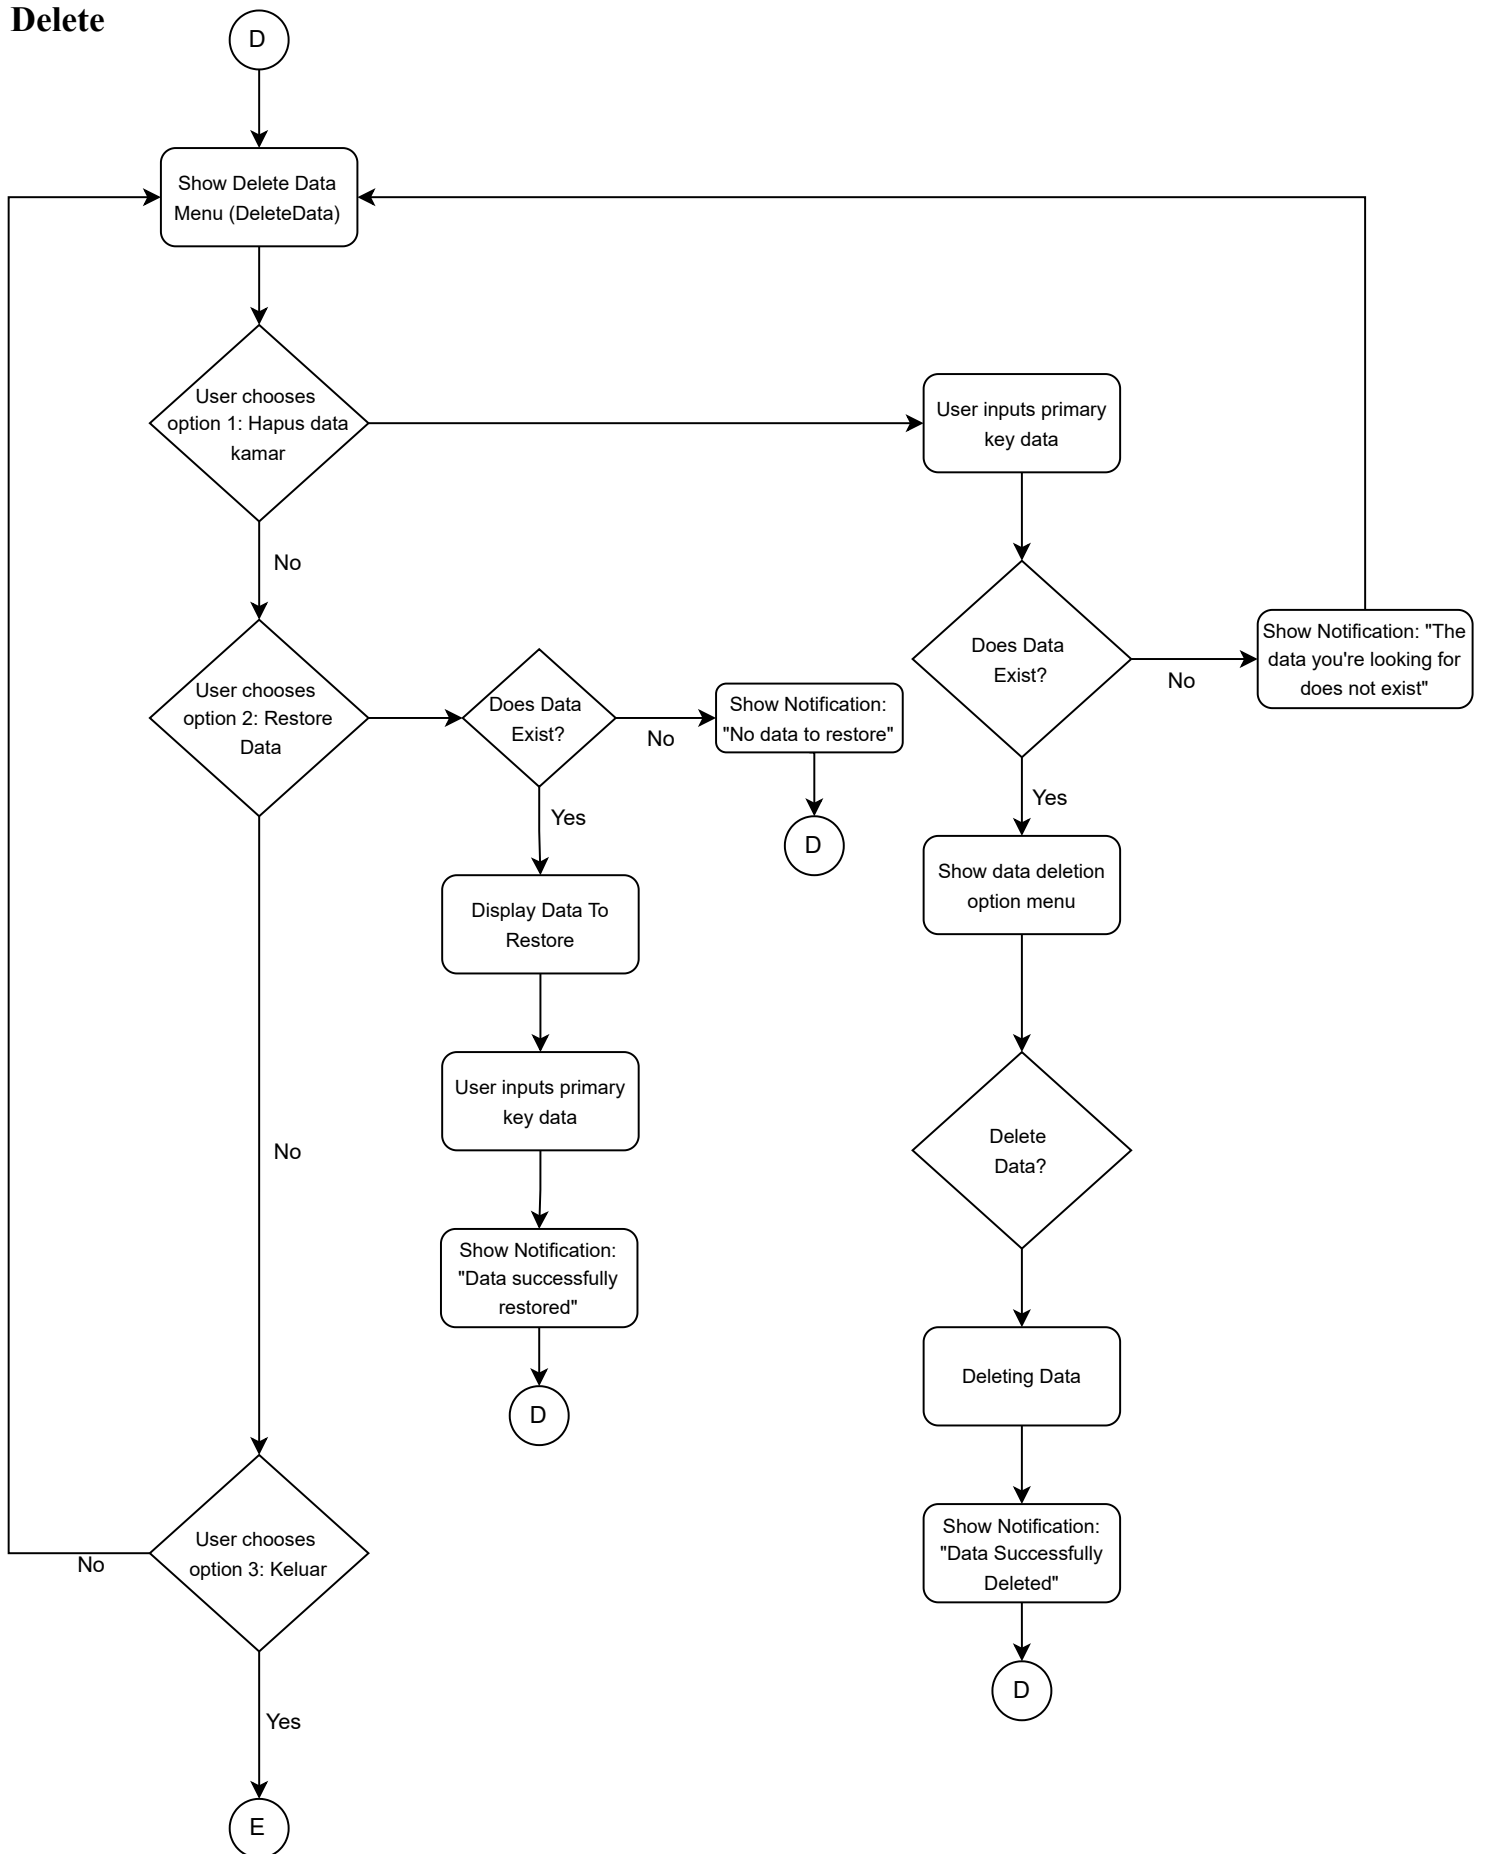 Delete
D
Show Delete Data
Menu (DeleteData)
User chooses
option 1: Hapus data
kamar
User inputs primary
key data
No
Does Data
Exist?
No
Show Notification: "The
data you're looking for
does not exist"
User chooses
option 2: Restore
Data
Does Data
Exist?
No
Show Notification:
"No data to restore"
D
Yes
Yes
Show data deletion
option menu
Display Data To
Restore
User inputs primary
key data
No
Delete
Data?
Show Notification:
"Data successfully
restored"
D
Deleting Data
User chooses
option 3: Keluar
No
Show Notification:
"Data Successfully
Deleted"
D
Yes
E